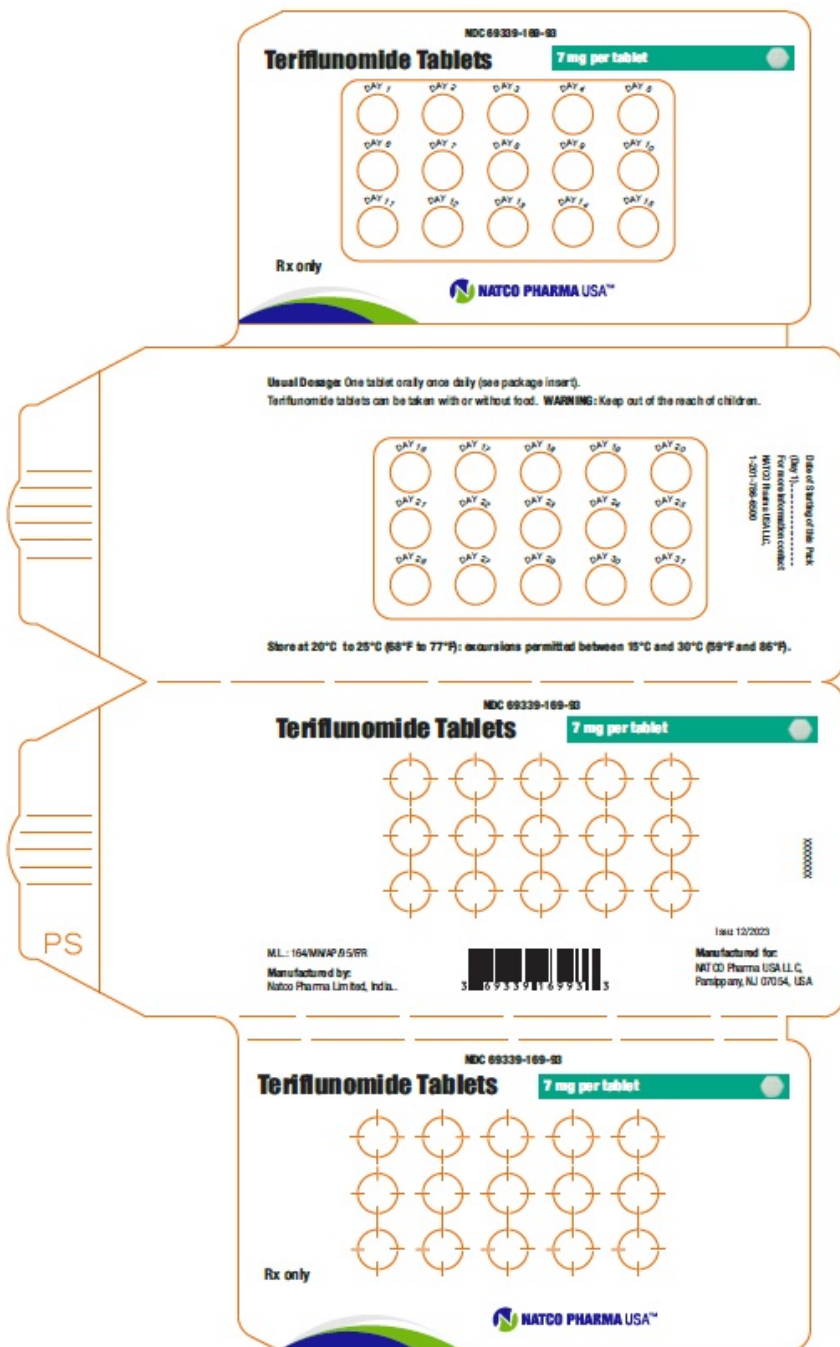 NDC 69339-169-93
Teriflunomide Tablets
7 mg per tablet
DAY 1 DAY 2 DAY 3 DAY 4 DAY 5
DAY 6 DAY 7 DAY 8 DAY 9 DAY 10
DAY 11 DAY 12 DAY 13 DAY 14 DAY 15
Rx only
N NATCO PHARMA USA™
Usual Dosage: One tablet orally once daily (see package insert).
Teriflunomide tablets can be taken with or without food. WARNING: Keep out of the reach of children.
DAY 16 DAY 17 DAY 18 DAY 19 DAY 20
DAY 21 DAY 22 DAY 23 DAY 24 DAY 25
DAY 26 DAY 27 DAY DAY 30 DAY 31
Date of Starting of this Pack
(Day 1).----------------
For more information contact
NATCO Pharma USA LLC,
1-201-786-6500
Store at 20°C to 25°C (68°F to 77°F): excursions permitted between 15°C and 30°C (59°F and 86°F).
NDC 69339-169-93
Teriflunomide Tablets
7 mg per tablet
XXXXXXXX
PS
Issu: 12/2023
M.L.: 164/MN/AP/95/F/R
Manufactured by:
Natco Pharma Limited, India..
3 69339 16993 3
Manufactured for:
NATCO Pharma USA LLC,
Parsippany, NJ 07054, USA
NDC 69339-169-93
Teriflunomide Tablets
7 mg per tablet
Rx only
N NATCO PHARMA USA™